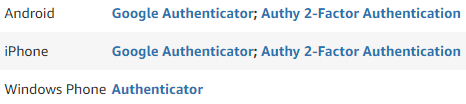 Android Google Authenticator; Authy 2-Factor Authentication
iPhone Google Authenticator; Authy 2-Factor Authentication
Windows Phone Authenticator